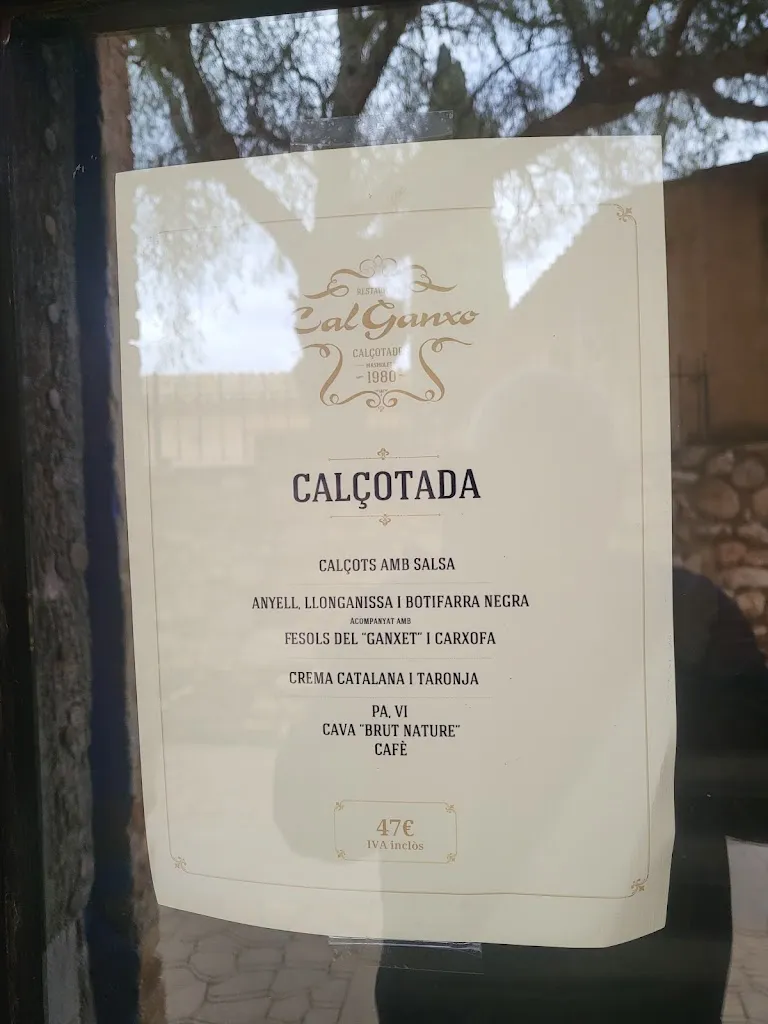 Cal Ganxo
1980
CALÇOTADA
CALÇOTS AMB SALSA
ANYELL, LLONGANISSA I BOTIFARRA NEGRA
ACOMPANYAT AMB
FESOLS DEL "GANXET" I CARXOFA
CREMA CATALANA I TARONJA
PA, VI
CAVA "BRUT NATURE"
CAFÈ
47€
IVA inclòs